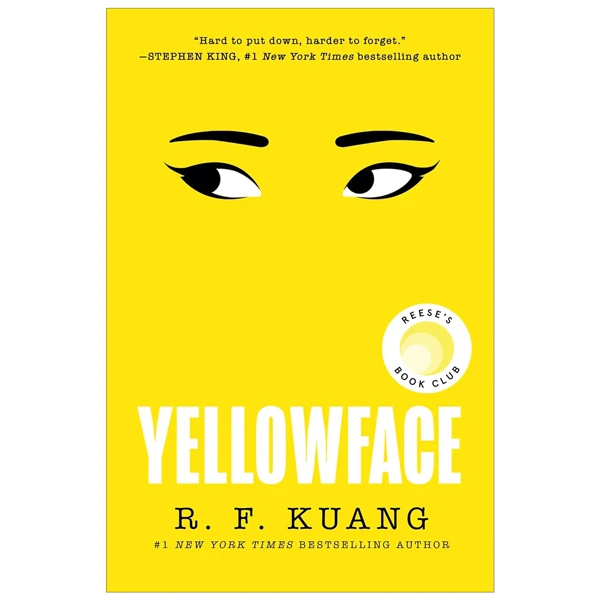 “Hard to put down, harder to forget.”
—STEPHEN KING, #1 New York Times bestselling author
REESE'S
BOOK CLUB
YELLOWFACE
R. F. KUANG
#1 NEW YORK TIMES BESTSELLING AUTHOR